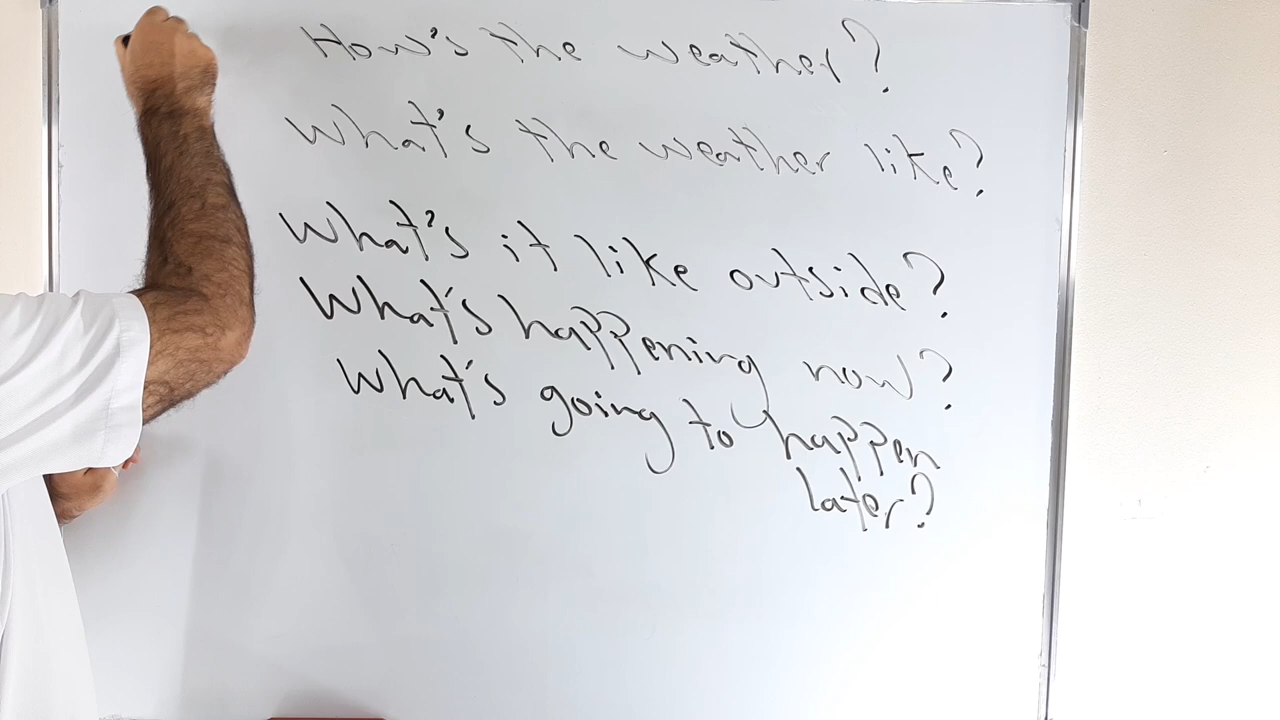 How's the weather?
What's the weather like?
What's it like outside?
What's happening now?
What's going to happen
later?